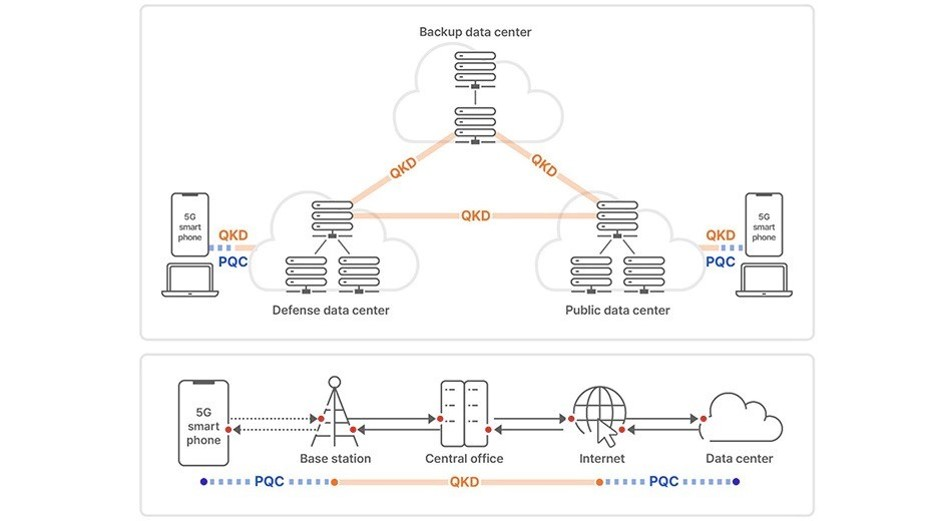 Backup data center
QKD
QKD
QKD
5G
smart
phone
QKD
PQC
5G
smart
phone
QKD
PQC
Defense data center
Public data center
5G
smart
phone
Base station
Central office
Internet
Data center
PQC
QKD
PQC